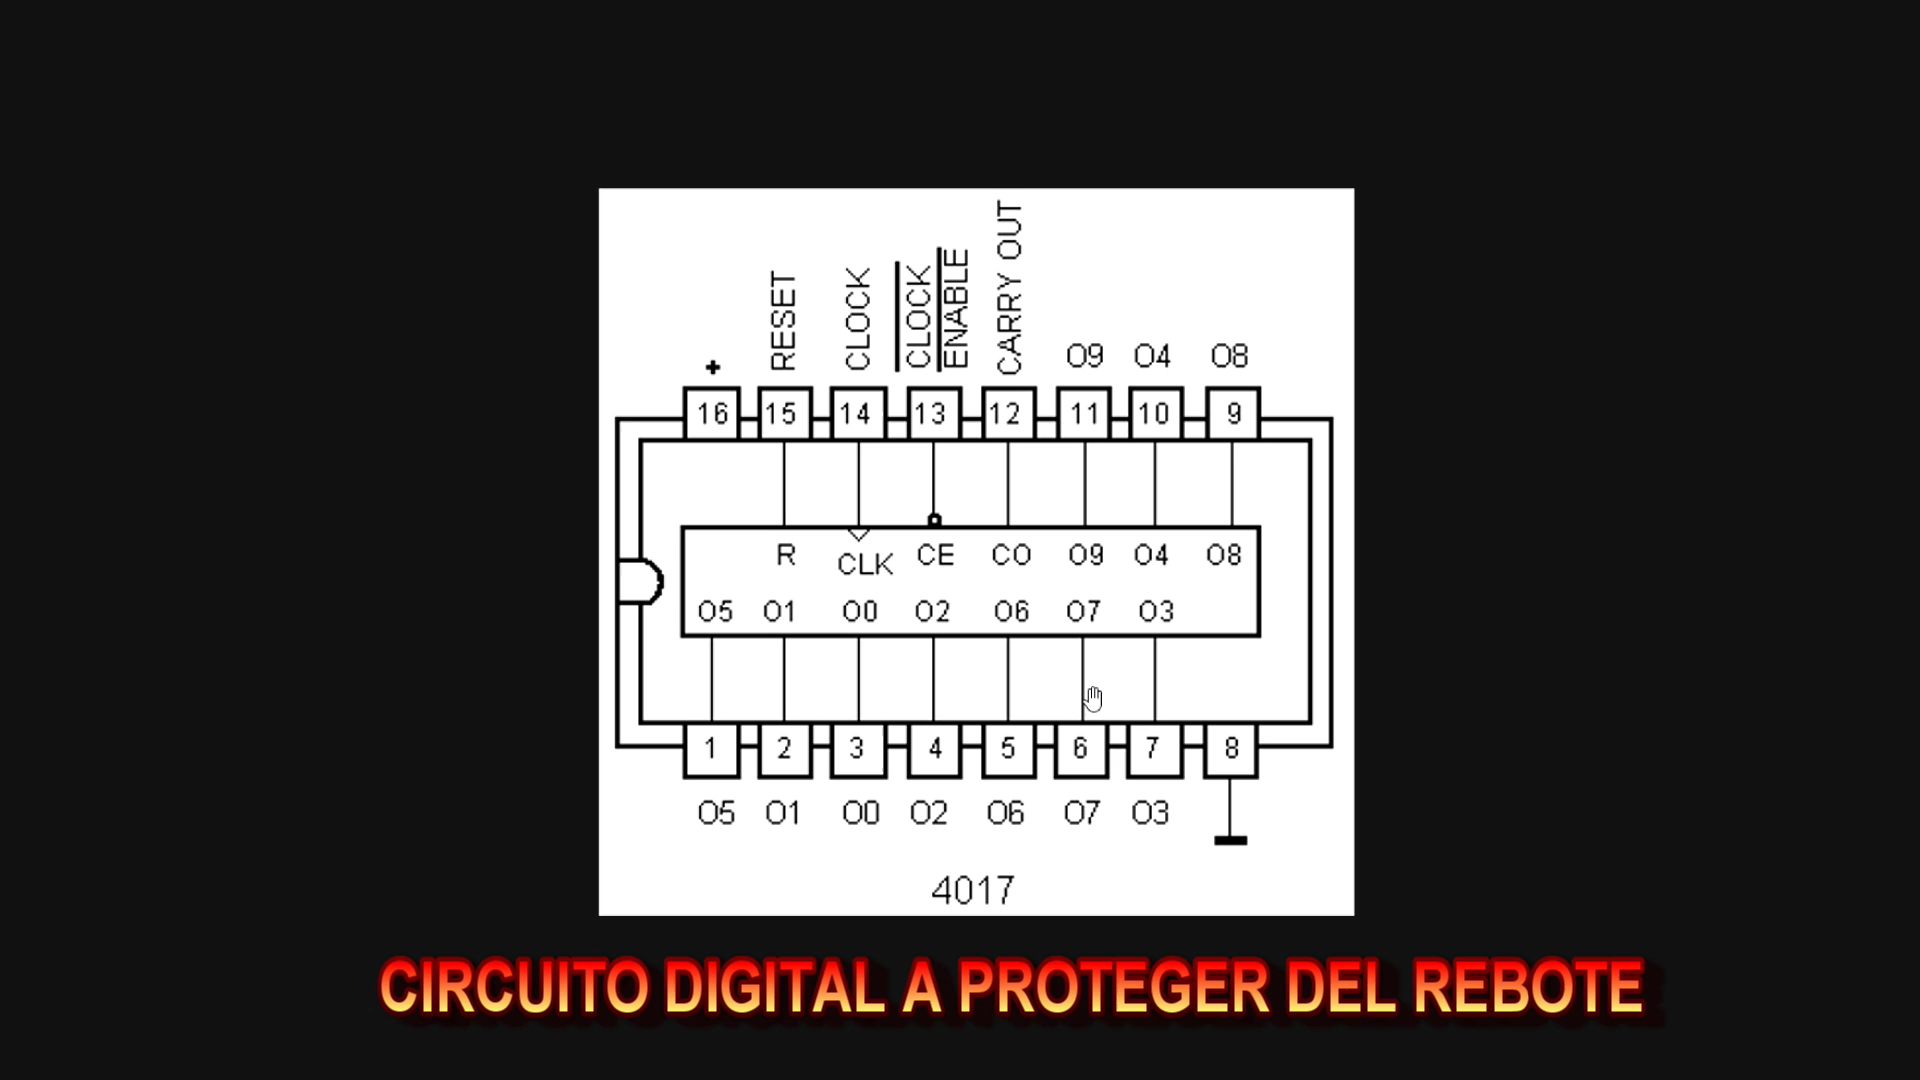 RESET
CLOCK
CLOCK
ENABLE
CARRY OUT
+ O9 O4 O8
16 15 14 13 12 11 10 9
R CLK CE CO O9 O4 O8
O5 O1 O0 O2 O6 O7 O3
1 2 3 4 5 6 7 8
O5 O1 O0 O2 O6 O7 O3
4017
CIRCUITO DIGITAL A PROTEGER DEL REBOTE